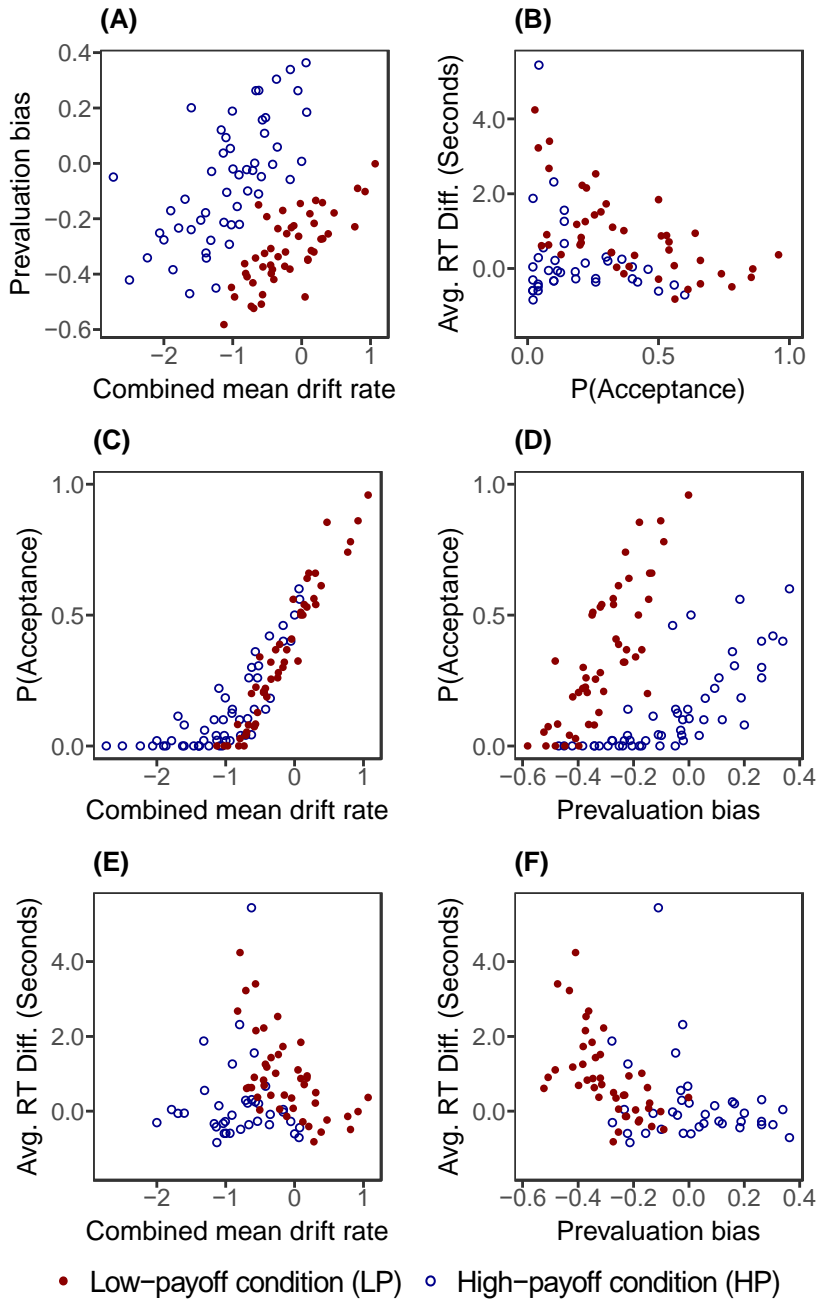 (A)
Prevaluation bias
0.4
0.2
0.0
−0.2
−0.4
−0.6
−2
−1
0
1
Combined mean drift rate
(B)
Avg. RT Diff. (Seconds)
4.0
2.0
0.0
0.0
0.5
1.0
P(Acceptance)
(C)
P(Acceptance)
1.0
0.5
0.0
−2
−1
0
1
Combined mean drift rate
(D)
P(Acceptance)
1.0
0.5
0.0
−0.6
−0.4
−0.2
0.0
0.2
0.4
Prevaluation bias
(E)
Avg. RT Diff. (Seconds)
4.0
2.0
0.0
−2
−1
0
1
Combined mean drift rate
(F)
Avg. RT Diff. (Seconds)
4.0
2.0
0.0
−0.6
−0.4
−0.2
0.0
0.2
0.4
Prevaluation bias
Low−payoff condition (LP)
High−payoff condition (HP)